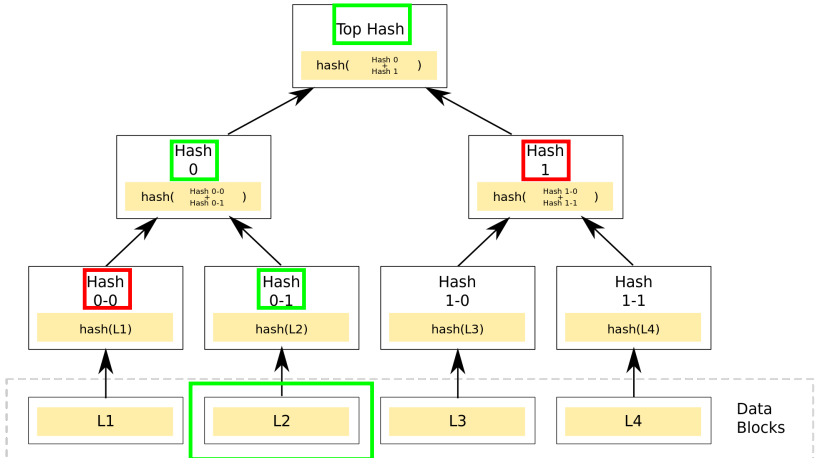 Top Hash
hash( Hash 0 + Hash 1 )
Hash
0
hash( Hash 0-0 + Hash 0-1 )
Hash
1
hash( Hash 1-0 + Hash 1-1 )
Hash
0-0
hash(L1)
Hash
0-1
hash(L2)
Hash
1-0
hash(L3)
Hash
1-1
hash(L4)
L1
L2
L3
L4
Data
Blocks